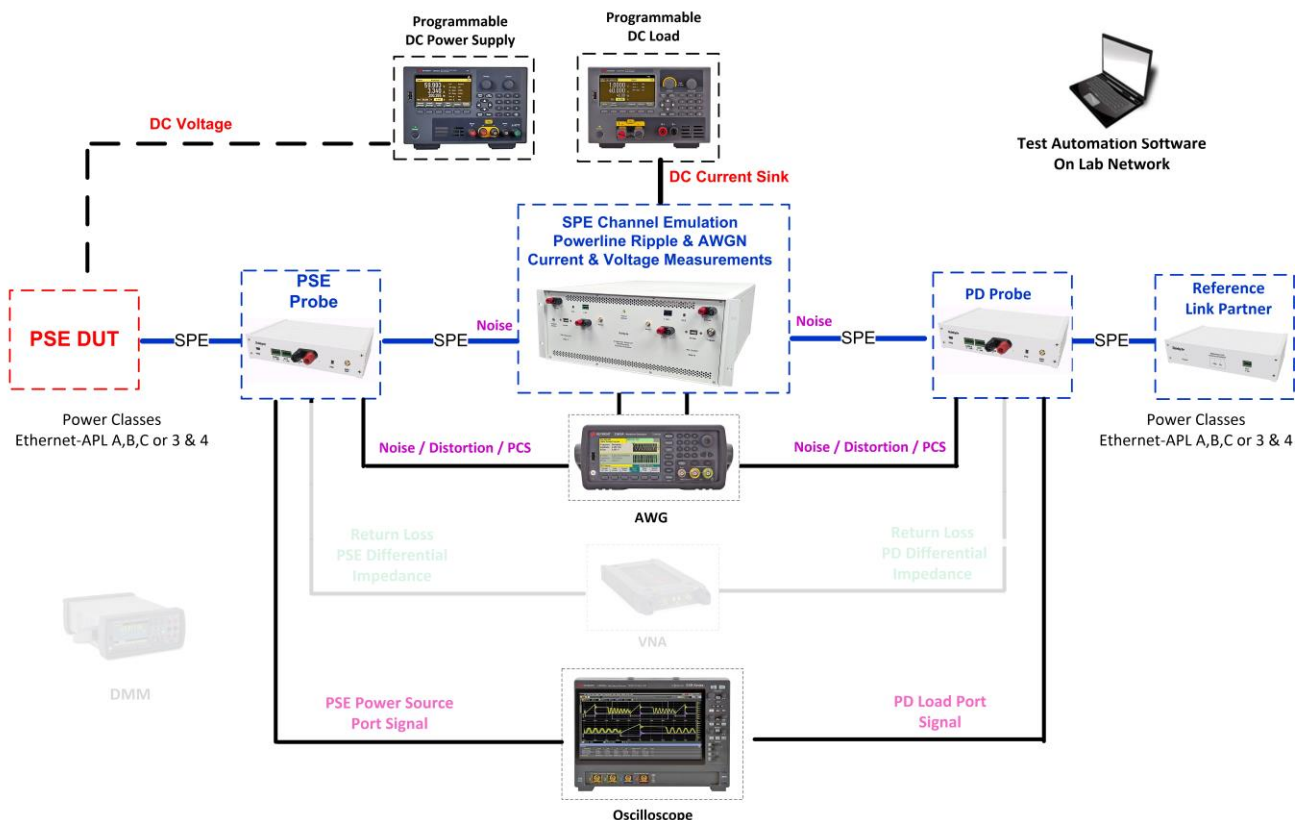 Programmable
DC Power Supply
Programmable
DC Load
DC Voltage
Test Automation Software
On Lab Network
DC Current Sink
SPE Channel Emulation
Powerline Ripple & AWGN
Current & Voltage Measurements
PSE
Probe
PD Probe
Reference
Link Partner
PSE DUT
SPE
Noise
SPE
Noise
SPE
SPE
Power Classes
Ethernet-APL A,B,C or 3 & 4
Power Classes
Ethernet-APL A,B,C or 3 & 4
Noise / Distortion / PCS
Noise / Distortion / PCS
AWG
Return Loss
PSE Differential
Impedance
Return Loss
PD Differential
Impedance
VNA
DMM
PSE Power Source
Port Signal
PD Load Port
Signal
Oscilloscope